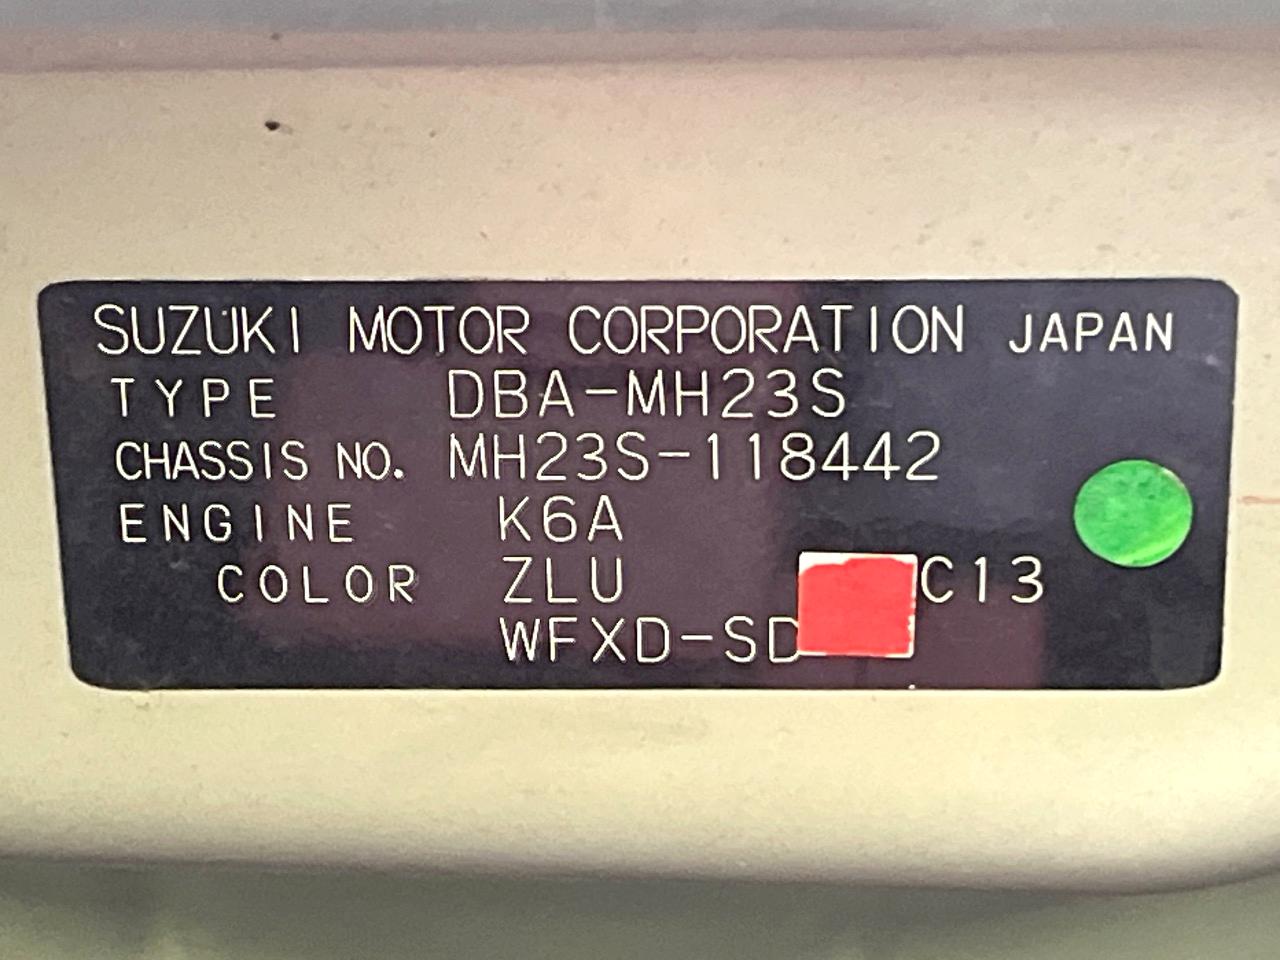 SUZUKI MOTOR CORPORATION JAPAN
TYPE DBA-MH23S
CHASSIS NO. MH23S-118442
ENGINE K6A
COLOR ZLU C13
WFXD-SD